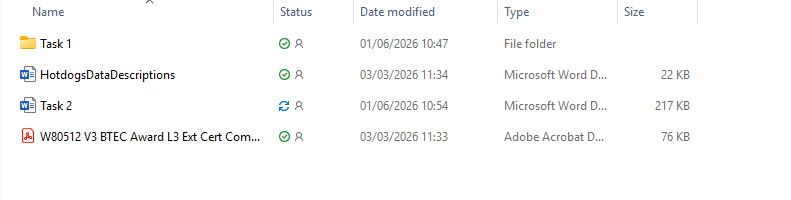 Name Status Date modified Type Size
Task 1 01/06/2026 10:47 File folder
HotdogsDataDescriptions 03/03/2026 11:34 Microsoft Word D... 22 KB
Task 2 01/06/2026 10:54 Microsoft Word D... 217 KB
W80512 V3 BTEC Award L3 Ext Cert Com... 03/03/2026 11:33 Adobe Acrobat D... 76 KB